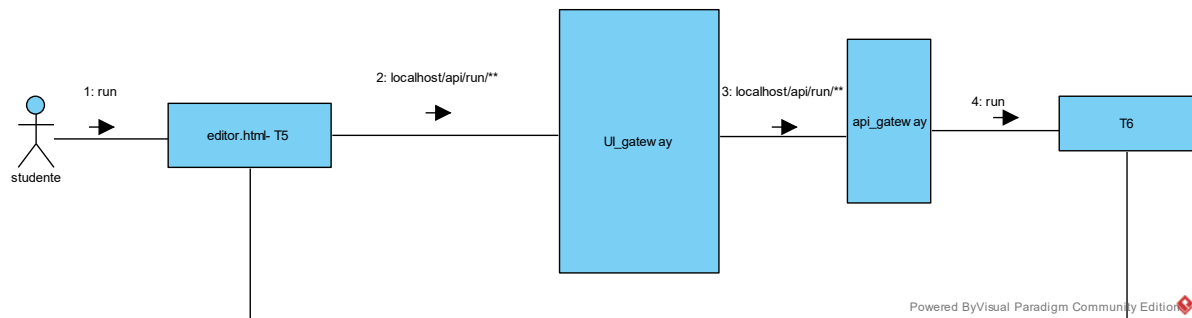 1: run
2: localhost/api/run/**
3: localhost/api/run/**
4: run
studente
editor.html- T5
UI_gateway
api_gateway
T6
Powered ByVisual Paradigm Community Edition